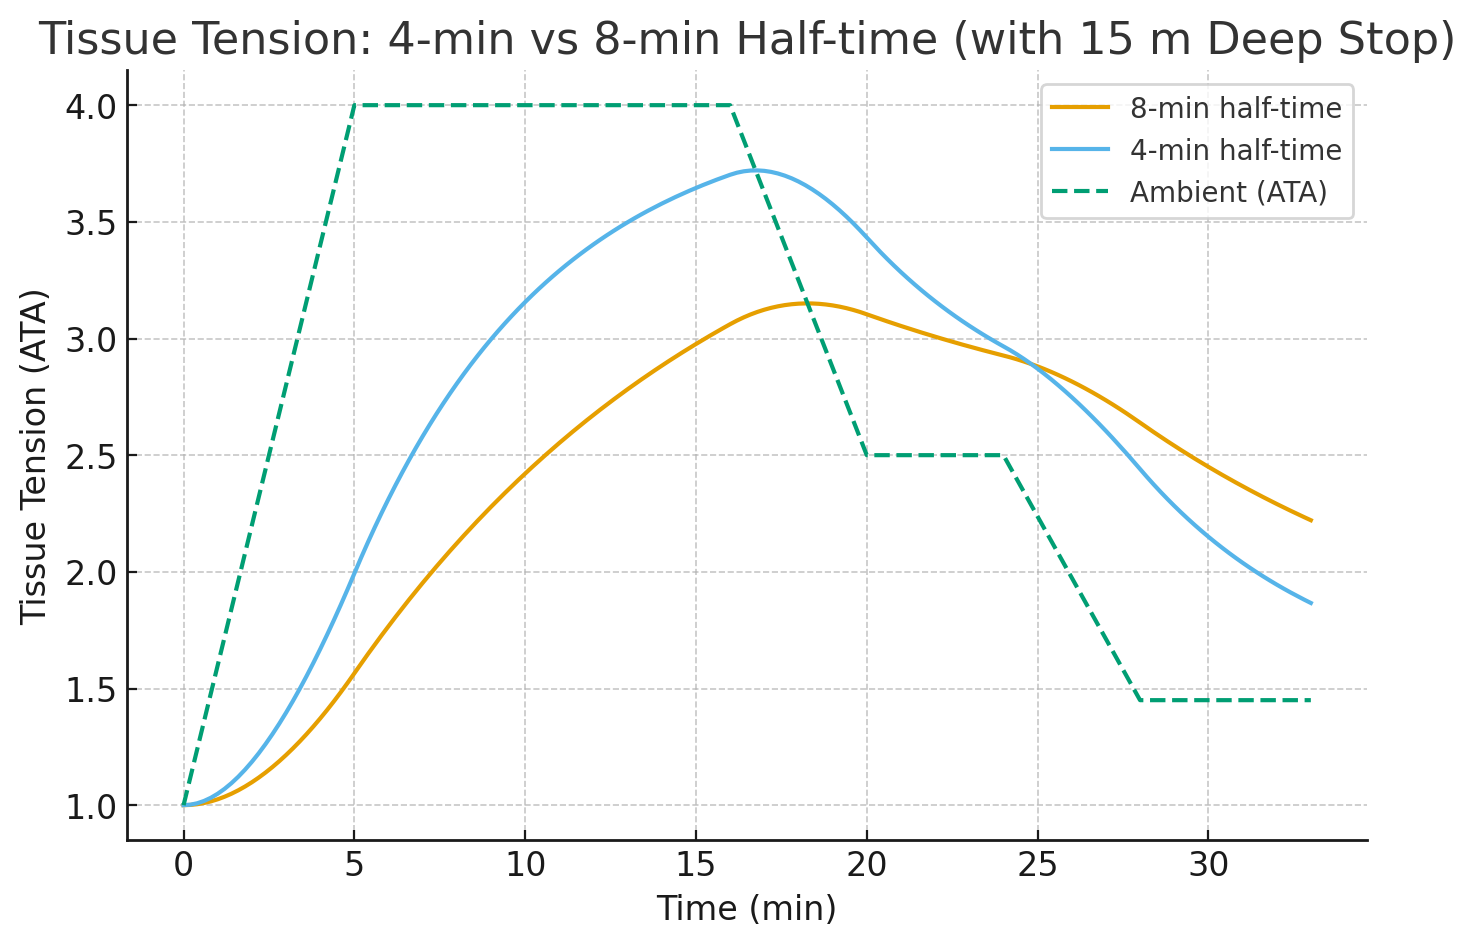 Tissue Tension: 4-min vs 8-min Half-time (with 15 m Deep Stop)
8-min half-time
4-min half-time
Ambient (ATA)
Tissue Tension (ATA)
4.0
3.5
3.0
2.5
2.0
1.5
1.0
0 5 10 15 20 25 30
Time (min)